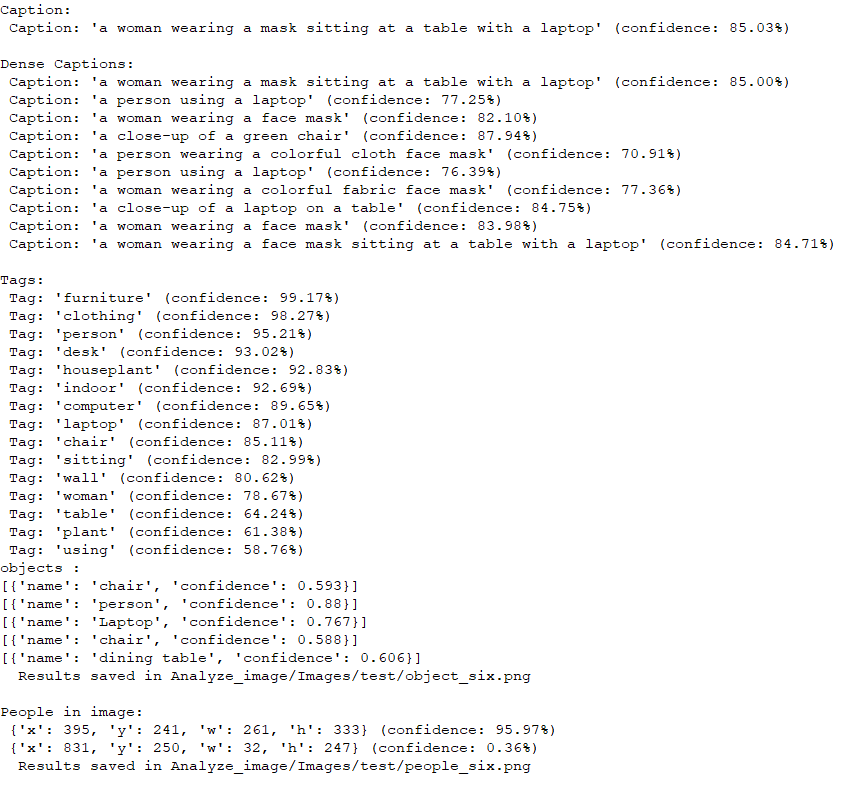 Caption:
Caption: 'a woman wearing a mask sitting at a table with a laptop' (confidence: 85.03%)
Dense Captions:
Caption: 'a woman wearing a mask sitting at a table with a laptop' (confidence: 85.00%)
Caption: 'a person using a laptop' (confidence: 77.25%)
Caption: 'a woman wearing a face mask' (confidence: 82.10%)
Caption: 'a close-up of a green chair' (confidence: 87.94%)
Caption: 'a person wearing a colorful cloth face mask' (confidence: 70.91%)
Caption: 'a person using a laptop' (confidence: 76.39%)
Caption: 'a woman wearing a colorful fabric face mask' (confidence: 77.36%)
Caption: 'a close-up of a laptop on a table' (confidence: 84.75%)
Caption: 'a woman wearing a face mask' (confidence: 83.98%)
Caption: 'a woman wearing a face mask sitting at a table with a laptop' (confidence: 84.71%)
Tags:
Tag: 'furniture' (confidence: 99.17%)
Tag: 'clothing' (confidence: 98.27%)
Tag: 'person' (confidence: 95.21%)
Tag: 'desk' (confidence: 93.02%)
Tag: 'houseplant' (confidence: 92.83%)
Tag: 'indoor' (confidence: 92.69%)
Tag: 'computer' (confidence: 89.65%)
Tag: 'laptop' (confidence: 87.01%)
Tag: 'chair' (confidence: 85.11%)
Tag: 'sitting' (confidence: 82.99%)
Tag: 'wall' (confidence: 80.62%)
Tag: 'woman' (confidence: 78.67%)
Tag: 'table' (confidence: 64.24%)
Tag: 'plant' (confidence: 61.38%)
Tag: 'using' (confidence: 58.76%)
objects :
[{'name': 'chair', 'confidence': 0.593}]
[{'name': 'person', 'confidence': 0.88}]
[{'name': 'Laptop', 'confidence': 0.767}]
[{'name': 'chair', 'confidence': 0.588}]
[{'name': 'dining table', 'confidence': 0.606}]
Results saved in Analyze_image/Images/test/object_six.png
People in image:
{'x': 395, 'y': 241, 'w': 261, 'h': 333} (confidence: 95.97%)
{'x': 831, 'y': 250, 'w': 32, 'h': 247} (confidence: 0.36%)
Results saved in Analyze_image/Images/test/people_six.png